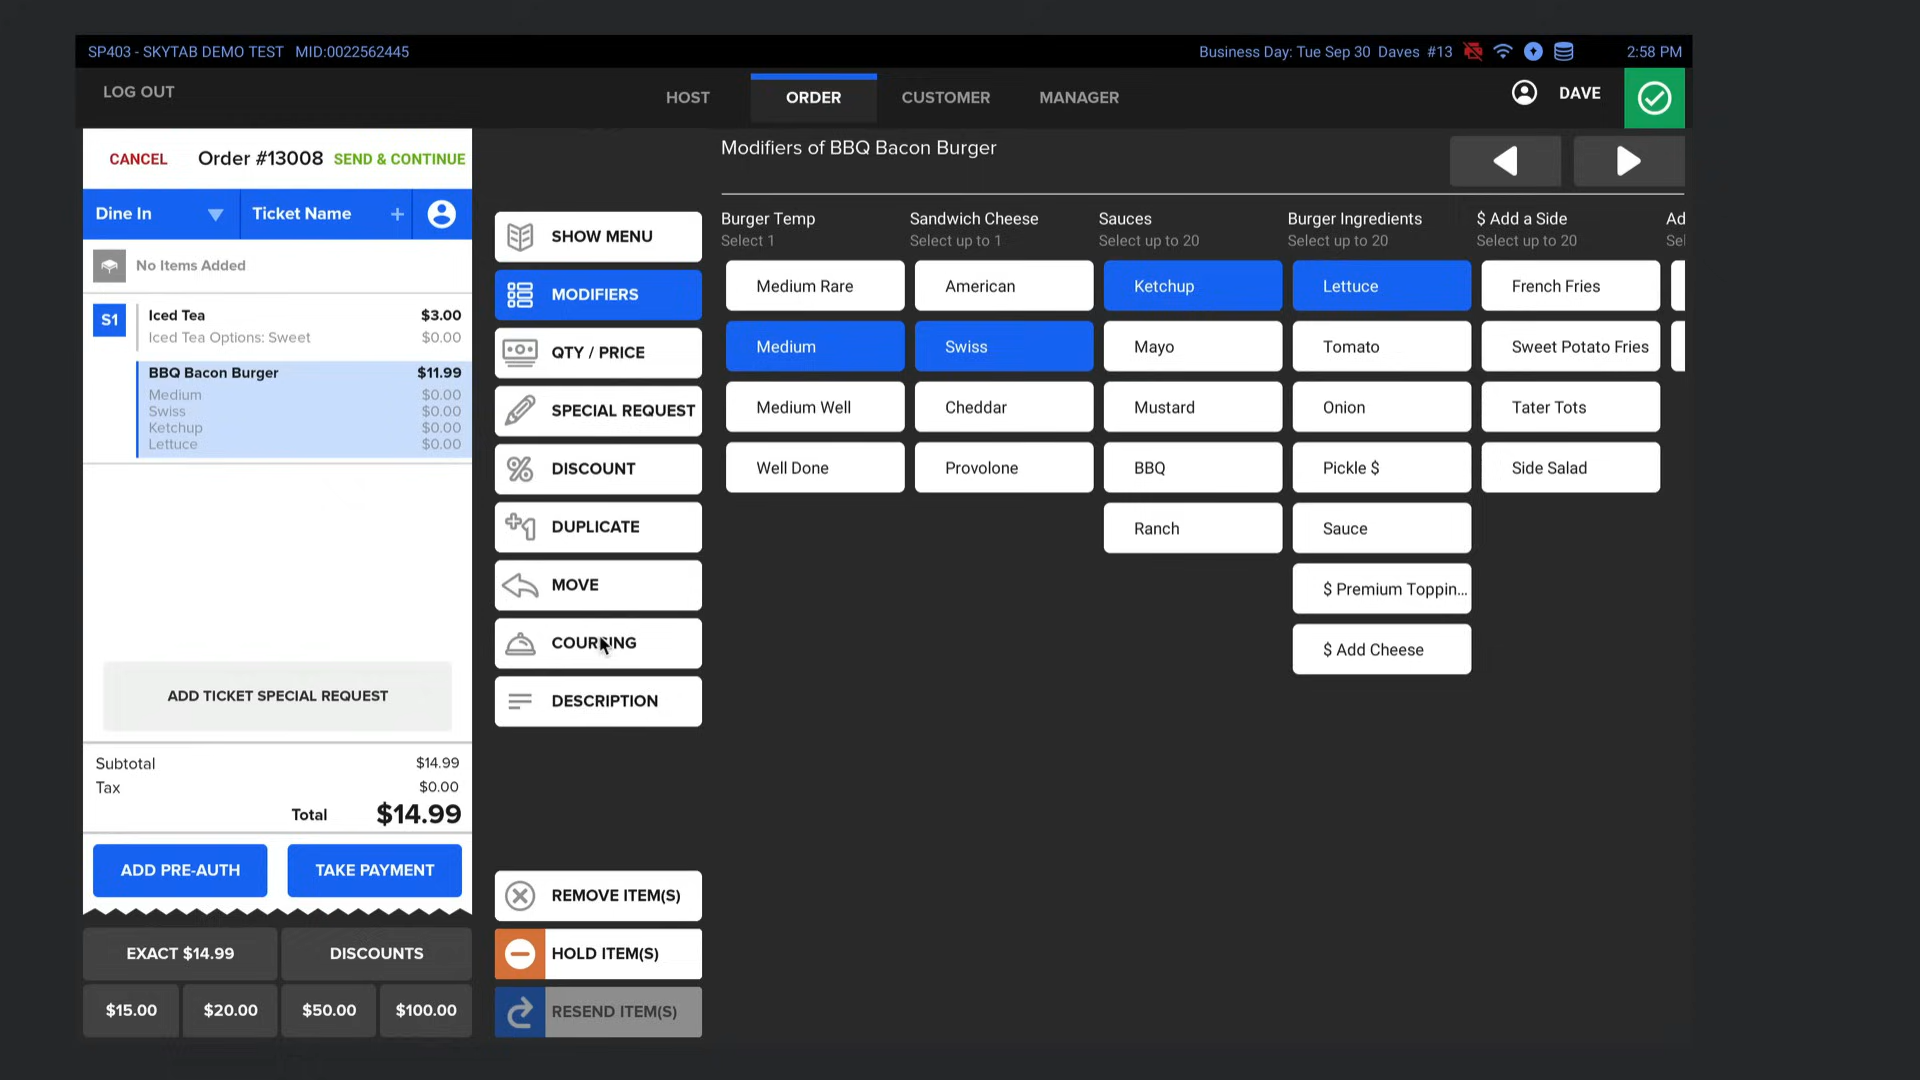 SP403 - SKYTAB DEMO TEST MID:0022562445
Business Day: Tue Sep 30 Daves #13 2:58 PM
LOG OUT
HOST
ORDER
CUSTOMER
MANAGER
DAVE
CANCEL Order #13008 SEND & CONTINUE
Dine In Ticket Name +
No Items Added
S1
Iced Tea $3.00
Iced Tea Options: Sweet $0.00
BBQ Bacon Burger $11.99
Medium $0.00
Swiss $0.00
Ketchup $0.00
Lettuce $0.00
ADD TICKET SPECIAL REQUEST
Subtotal $14.99
Tax $0.00
Total $14.99
ADD PRE-AUTH TAKE PAYMENT
EXACT $14.99 DISCOUNTS
$15.00 $20.00 $50.00 $100.00
SHOW MENU
MODIFIERS
QTY / PRICE
SPECIAL REQUEST
DISCOUNT
+1 DUPLICATE
MOVE
COURSING
DESCRIPTION
REMOVE ITEM(S)
HOLD ITEM(S)
RESEND ITEM(S)
Modifiers of BBQ Bacon Burger
Burger Temp
Select 1
Medium Rare
Medium
Medium Well
Well Done
Sandwich Cheese
Select up to 1
American
Swiss
Cheddar
Provolone
Sauces
Select up to 20
Ketchup
Mayo
Mustard
BBQ
Ranch
Burger Ingredients
Select up to 20
Lettuce
Tomato
Onion
Pickle $
Sauce
$ Premium Toppin...
$ Add Cheese
$ Add a Side
Select up to 20
French Fries
Sweet Potato Fries
Tater Tots
Side Salad
Ad
Sel